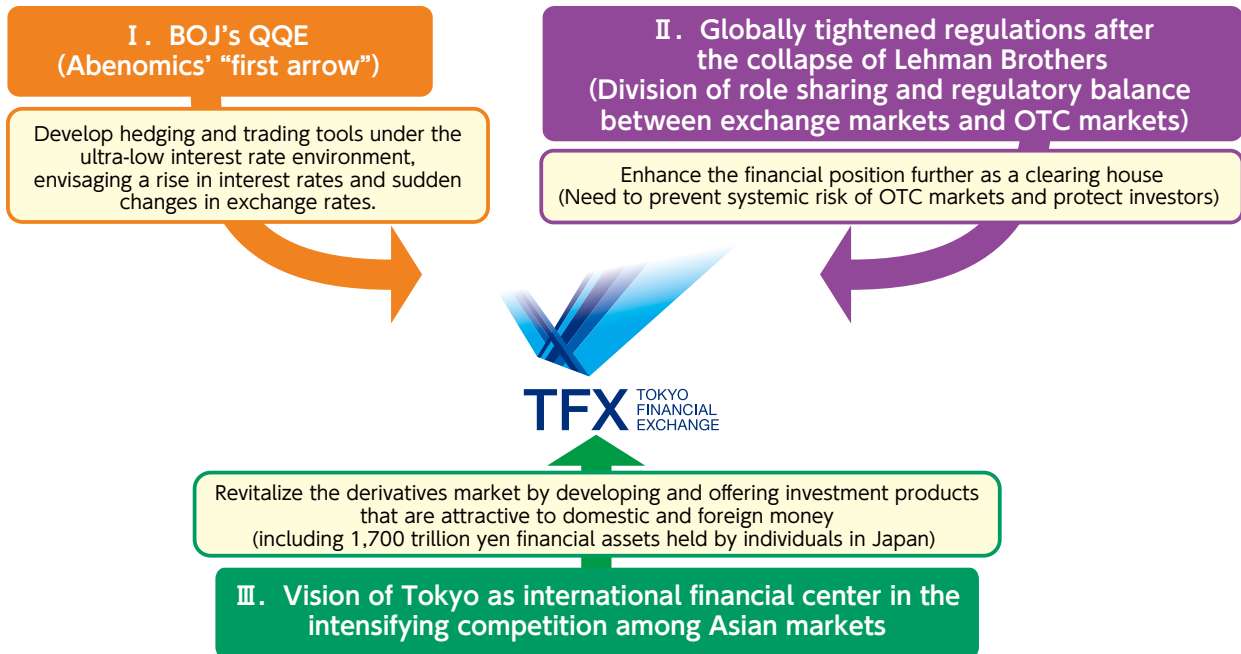 Ⅰ. BOJ's QQE
(Abenomics' “first arrow”)
Develop hedging and trading tools under the
ultra-low interest rate environment,
envisaging a rise in interest rates and sudden
changes in exchange rates.
Ⅱ. Globally tightened regulations after
the collapse of Lehman Brothers
(Division of role sharing and regulatory balance
between exchange markets and OTC markets)
Enhance the financial position further as a clearing house
(Need to prevent systemic risk of OTC markets and protect investors)
TFX
TOKYO
FINANCIAL
EXCHANGE
Revitalize the derivatives market by developing and offering investment products
that are attractive to domestic and foreign money
(including 1,700 trillion yen financial assets held by individuals in Japan)
Ⅲ. Vision of Tokyo as international financial center in the
intensifying competition among Asian markets